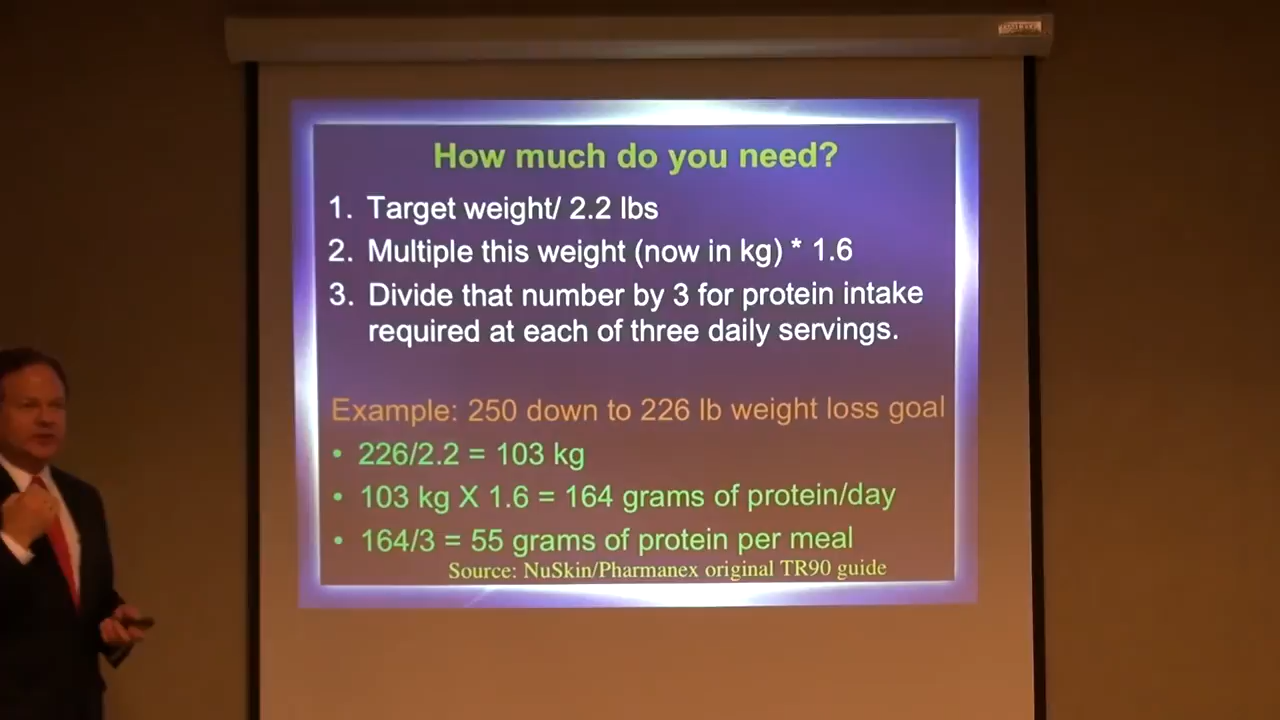 How much do you need?
1. Target weight/ 2.2 lbs
2. Multiple this weight (now in kg) * 1.6
3. Divide that number by 3 for protein intake
required at each of three daily servings.
Example: 250 down to 226 lb weight loss goal
• 226/2.2 = 103 kg
• 103 kg X 1.6 = 164 grams of protein/day
• 164/3 = 55 grams of protein per meal
Source: NuSkin/Pharmanex original TR90 guide